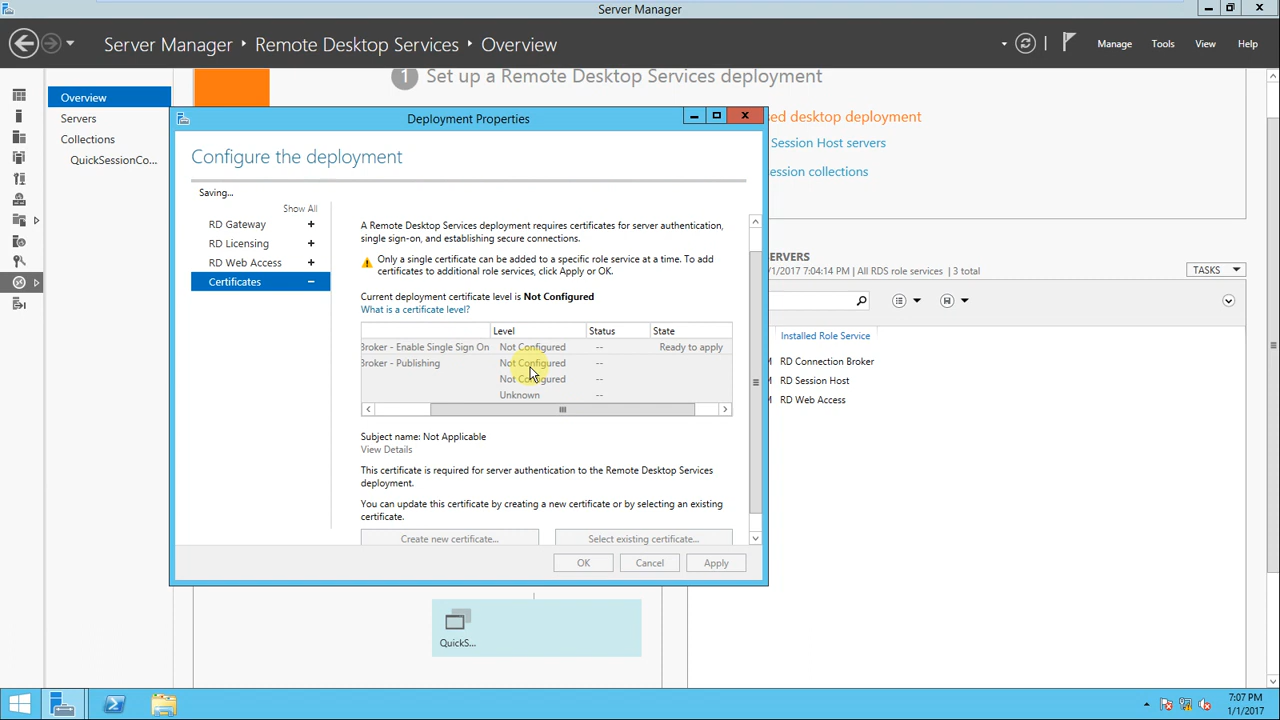 Server Manager
Server Manager
Remote Desktop Services
Overview
Manage
Tools
View
Help
Overview
Servers
Collections
QuickSessionCo...
1 Set up a Remote Desktop Services deployment
sed desktop deployment
Session Host servers
ession collections
Deployment Properties
Configure the deployment
Saving...
Show All
RD Gateway +
RD Licensing +
RD Web Access +
Certificates –
A Remote Desktop Services deployment requires certificates for server authentication,
single sign-on, and establishing secure connections.
Only a single certificate can be added to a specific role service at a time. To add
certificates to additional role services, click Apply or OK.
Current deployment certificate level is Not Configured
What is a certificate level?
Level Status State
Broker - Enable Single Sign On Not Configured -- Ready to apply
Broker - Publishing Not Configured --
Not Configured --
Unknown --
Subject name: Not Applicable
View Details
This certificate is required for server authentication to the Remote Desktop Services
deployment.
You can update this certificate by creating a new certificate or by selecting an existing
certificate.
Create new certificate... Select existing certificate...
OK Cancel Apply
ERVERS
/1/2017 7:04:14 PM | All RDS role services | 3 total
TASKS
Installed Role Service
RD Connection Broker
RD Session Host
RD Web Access
QuickS...
7:07 PM
1/1/2017